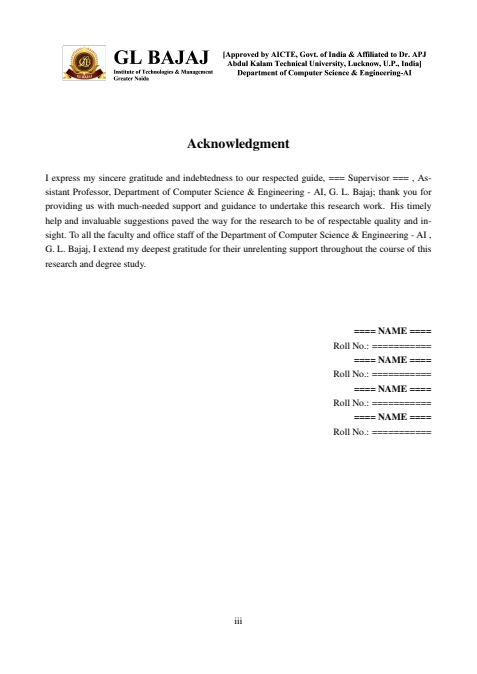 GL BAJAJ
Institute of Technologies & Management
Greater Noida
[Approved by AICTE, Govt. of India & Affiliated to Dr. APJ
Abdul Kalam Technical University, Lucknow, U.P., India]
Department of Computer Science & Engineering-AI
Acknowledgment
I express my sincere gratitude and indebtedness to our respected guide, === Supervisor === , As-
sistant Professor, Department of Computer Science & Engineering - AI, G. L. Bajaj; thank you for
providing us with much-needed support and guidance to undertake this research work. His timely
help and invaluable suggestions paved the way for the research to be of respectable quality and in-
sight. To all the faculty and office staff of the Department of Computer Science & Engineering - AI ,
G. L. Bajaj, I extend my deepest gratitude for their unrelenting support throughout the course of this
research and degree study.
==== NAME ====
Roll No.: ===========
==== NAME ====
Roll No.: ===========
==== NAME ====
Roll No.: ===========
==== NAME ====
Roll No.: ===========
iii